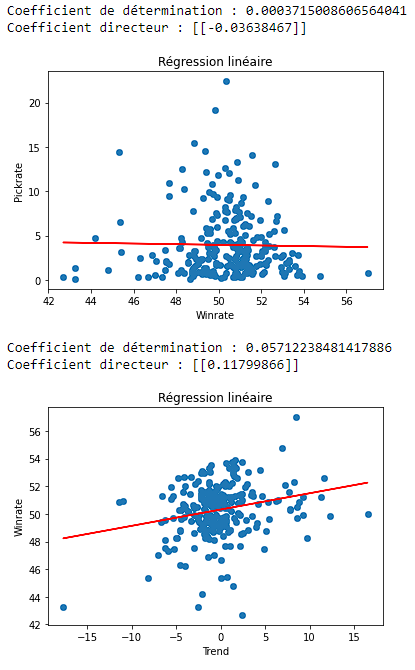 Coefficient de détermination : 0.0003715008606564041
Coefficient directeur : [[-0.03638467]]
Régression linéaire
Pickrate
20
15
10
5
0
42 44 46 48 50 52 54 56
Winrate
Coefficient de détermination : 0.05712238481417886
Coefficient directeur : [[0.11799866]]
Régression linéaire
Winrate
56
54
52
50
48
46
44
42
−15 −10 −5 0 5 10 15
Trend